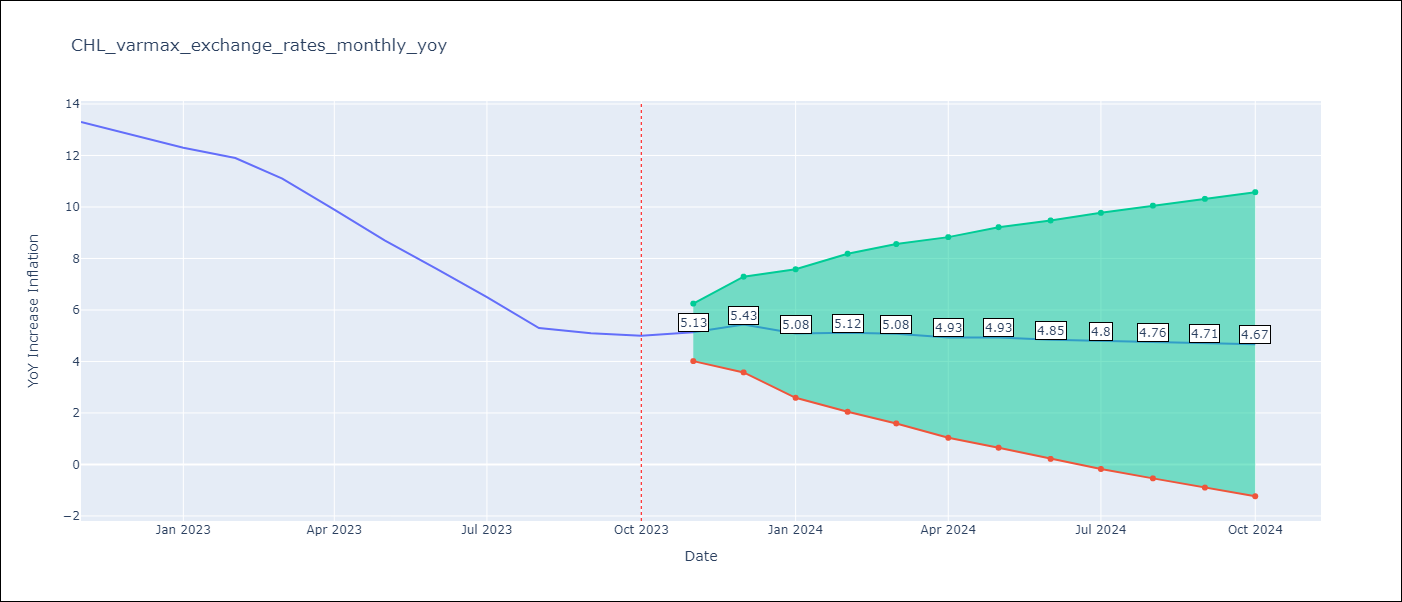 CHL_varmax_exchange_rates_monthly_yoy
14
12
10
8
6
4
2
0
−2
YoY Increase Inflation
5.13
5.43
5.08
5.12
5.08
4.93
4.93
4.85
4.8
4.76
4.71
4.67
Jan 2023
Apr 2023
Jul 2023
Oct 2023
Jan 2024
Apr 2024
Jul 2024
Oct 2024
Date